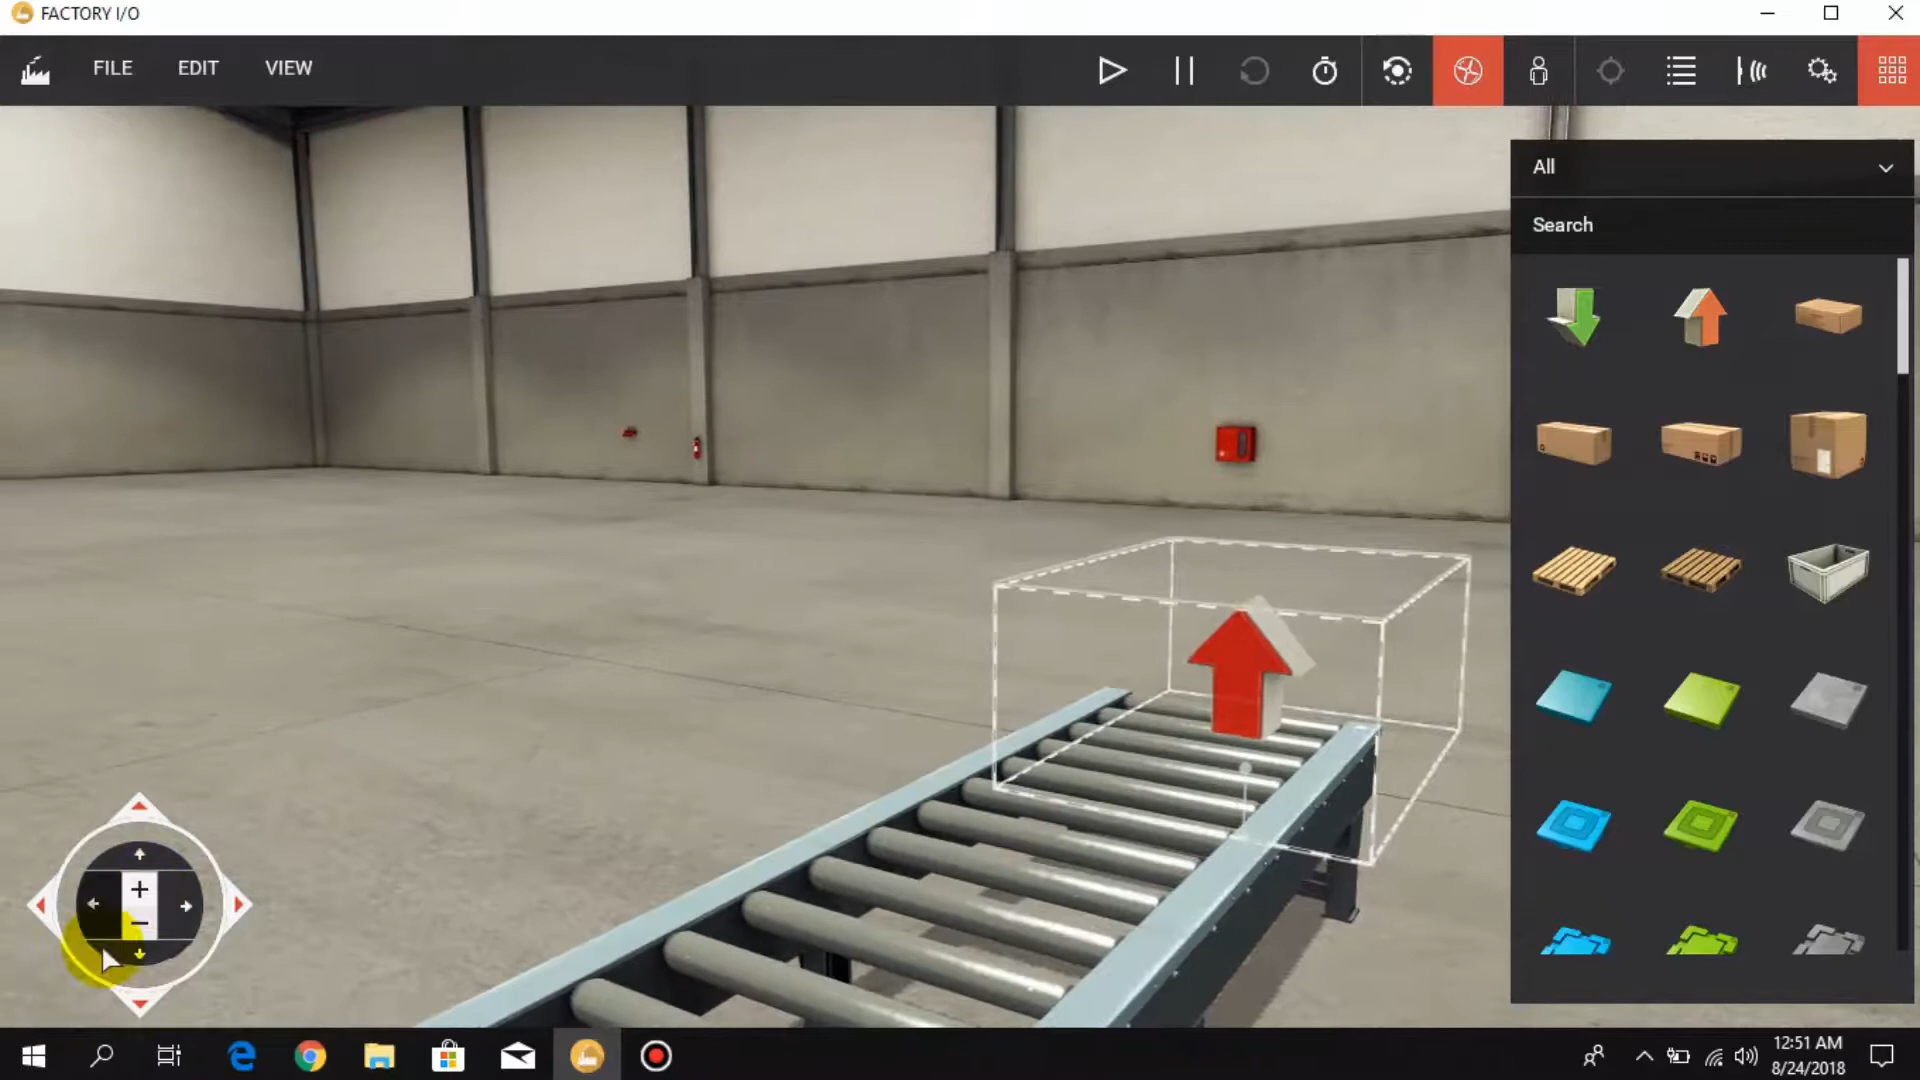 FACTORY I/O
FILE
EDIT
VIEW
All
Search
12:51 AM
8/24/2018